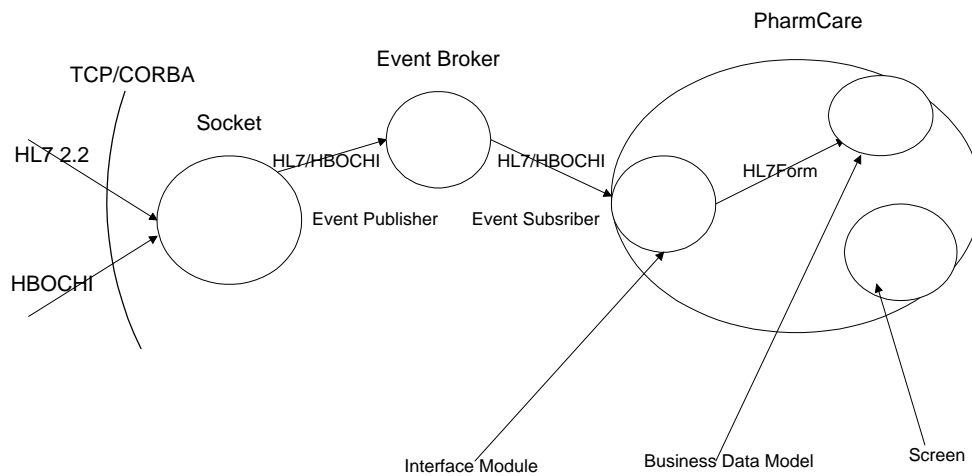 PharmCare
Event Broker
TCP/CORBA
Socket
HL7 2.2
HL7/HBOCHI
HL7/HBOCHI
HL7Form
Event Publisher
Event Subsriber
HBOCHI
Interface Module
Business Data Model
Screen